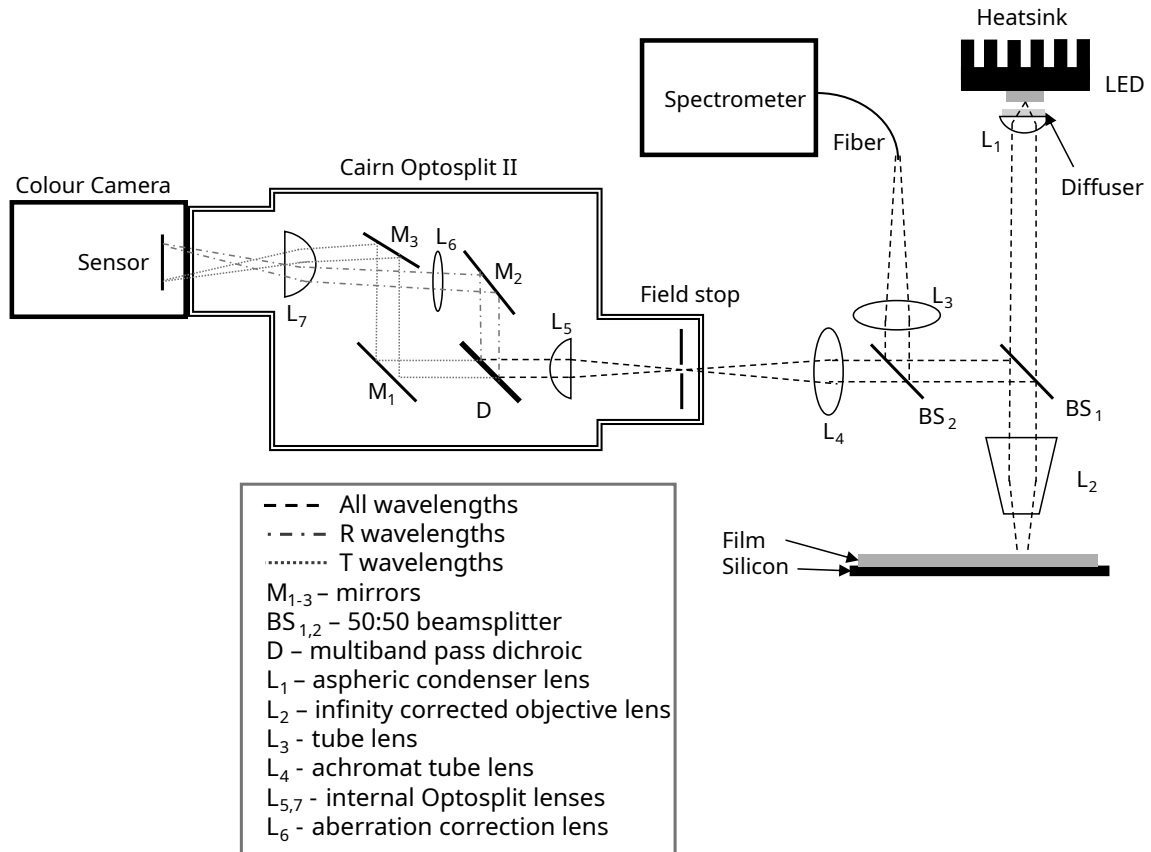 Heatsink
LED
Spectrometer
Fiber
L1
Diffuser
Cairn Optosplit II
Colour Camera
M3
L6
Sensor
M2
L7
Field stop
L3
L5
M1
D
L4
BS2
BS1
L2
Film
Silicon
All wavelengths
R wavelengths
T wavelengths
M1-3 – mirrors
BS1,2 – 50:50 beamsplitter
D – multiband pass dichroic
L1 – aspheric condenser lens
L2 – infinity corrected objective lens
L3 - tube lens
L4 - achromat tube lens
L5,7 - internal Optosplit lenses
L6 - aberration correction lens